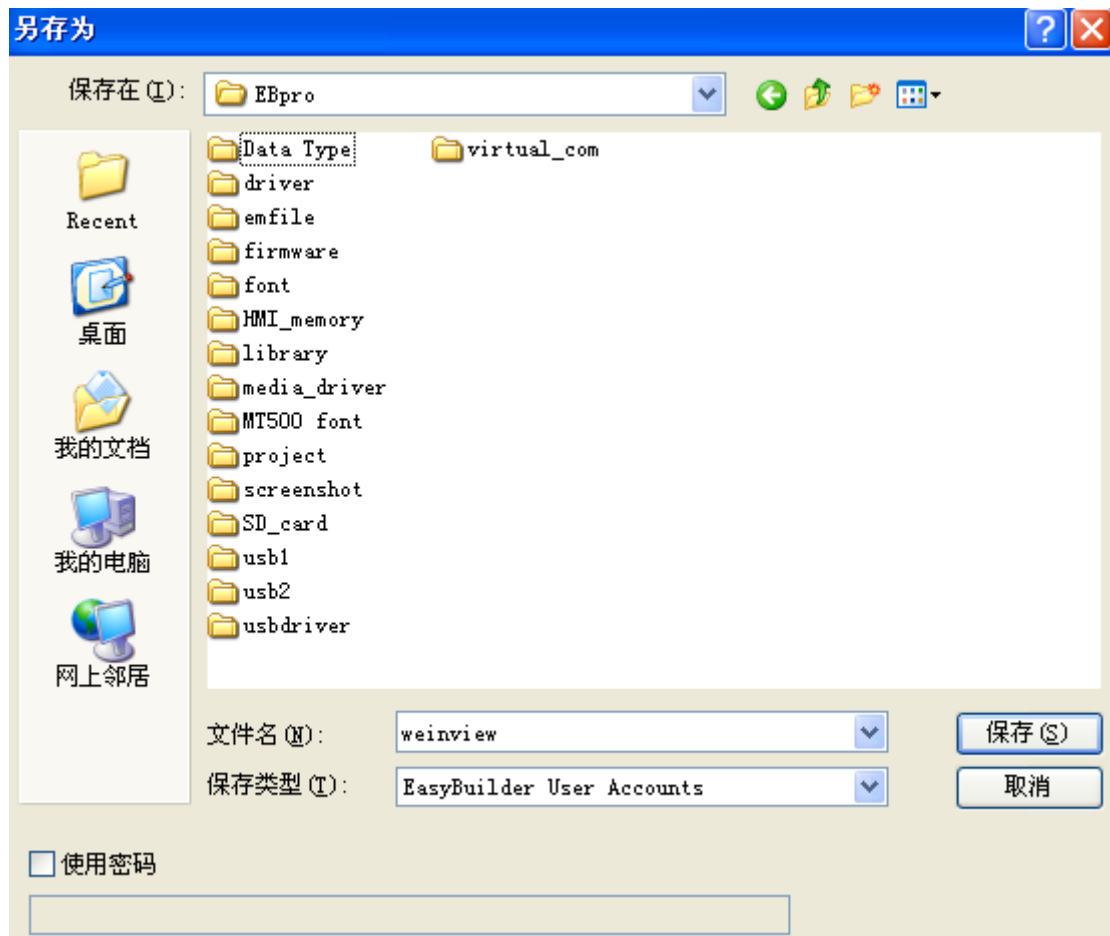 另存为
保存在(I):
EBpro
Recent
桌面
我的文档
我的电脑
网上邻居
Data Type
driver
emfile
firmware
font
HMI_memory
library
media_driver
MT500 font
project
screenshot
SD_card
usb1
usb2
usbdriver
virtual_com
文件名(N):
weinview
保存(S)
保存类型(T):
EasyBuilder User Accounts
取消
使用密码